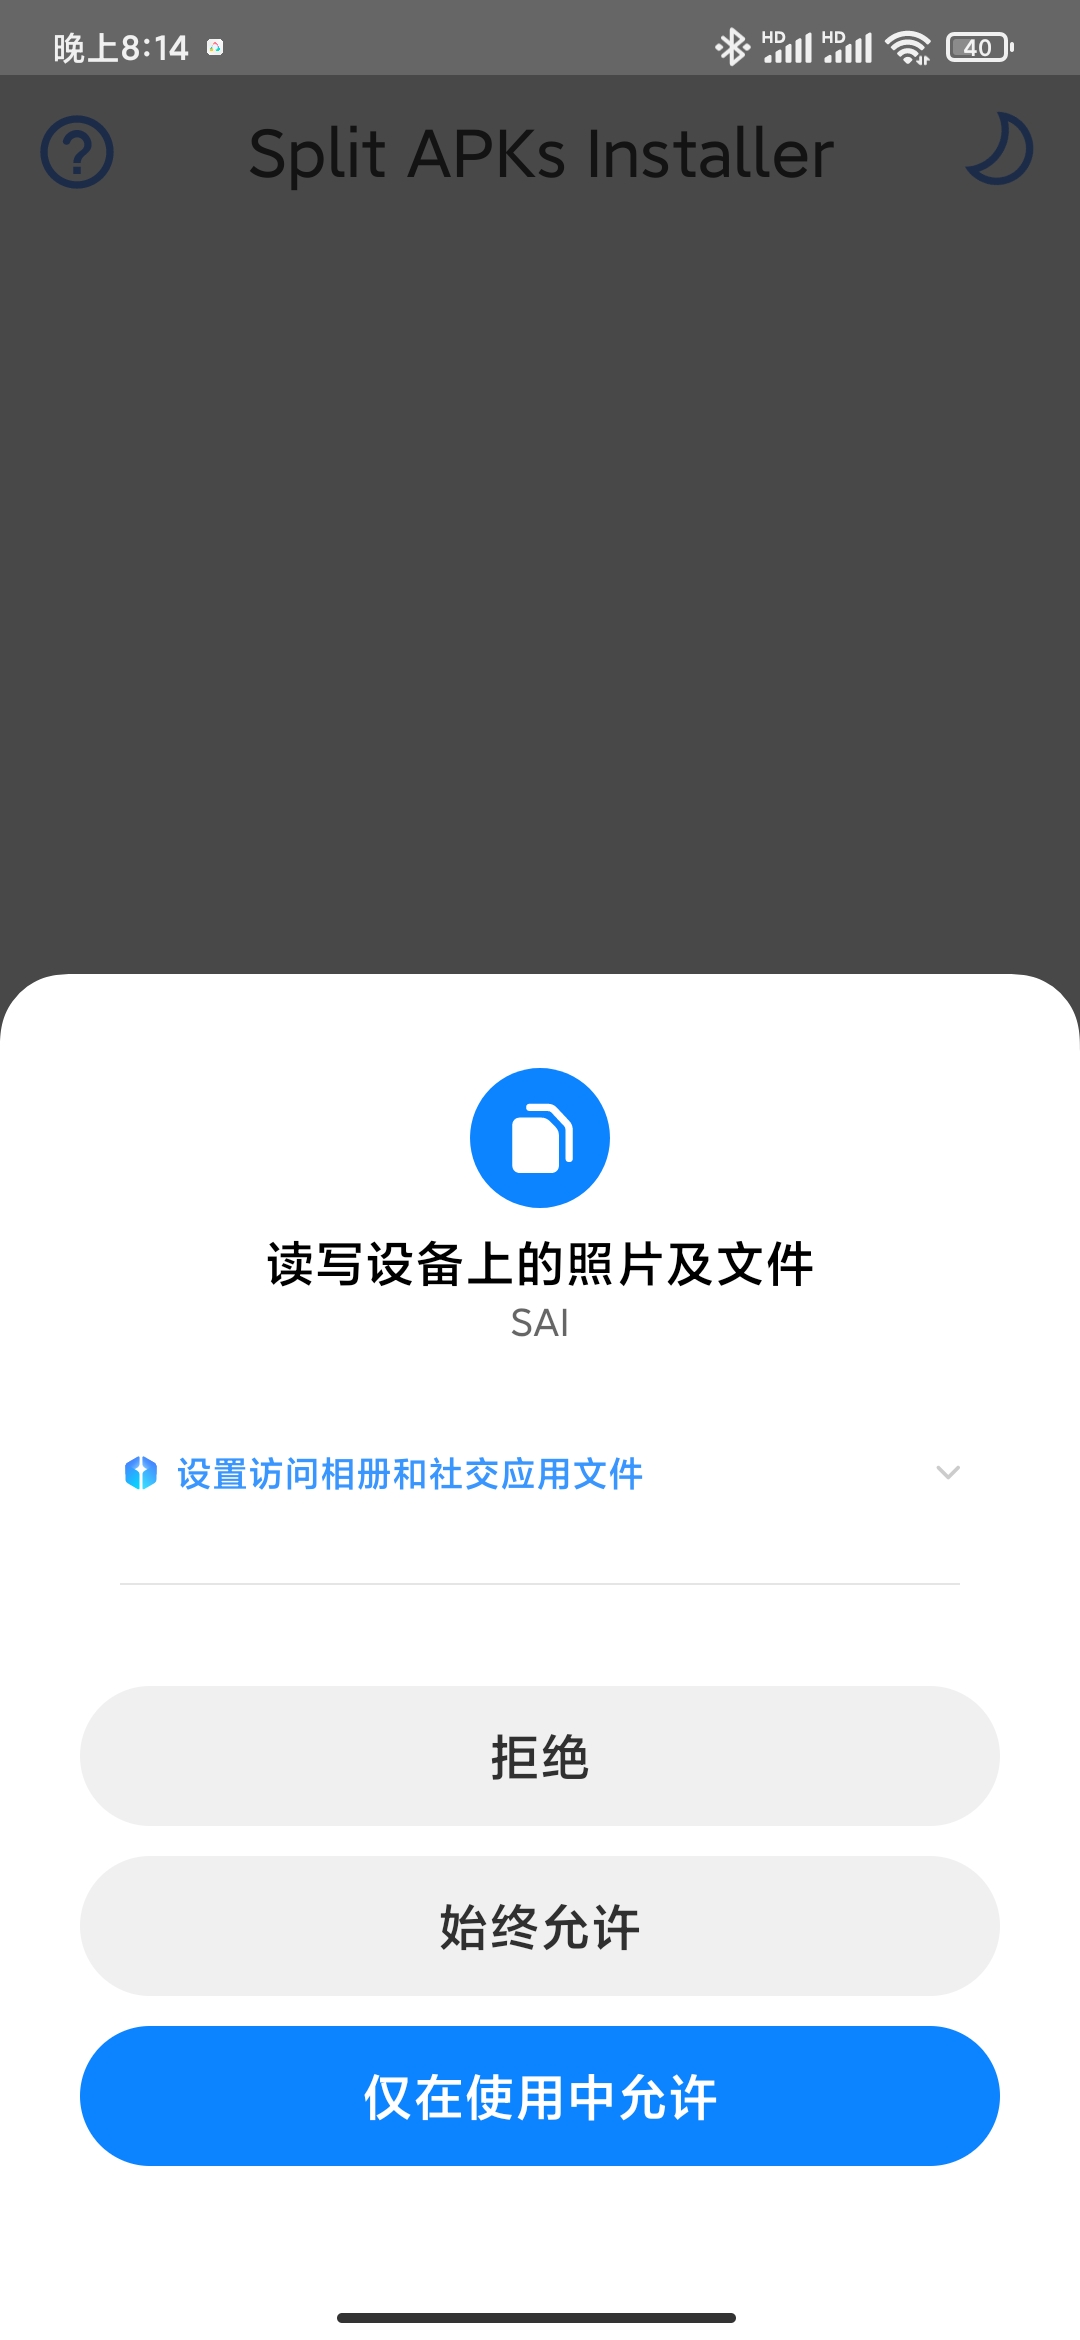 晚上8:14
HD HD 40
Split APKs Installer
读写设备上的照片及文件
SAI
设置访问相册和社交应用文件
拒绝
始终允许
仅在使用中允许